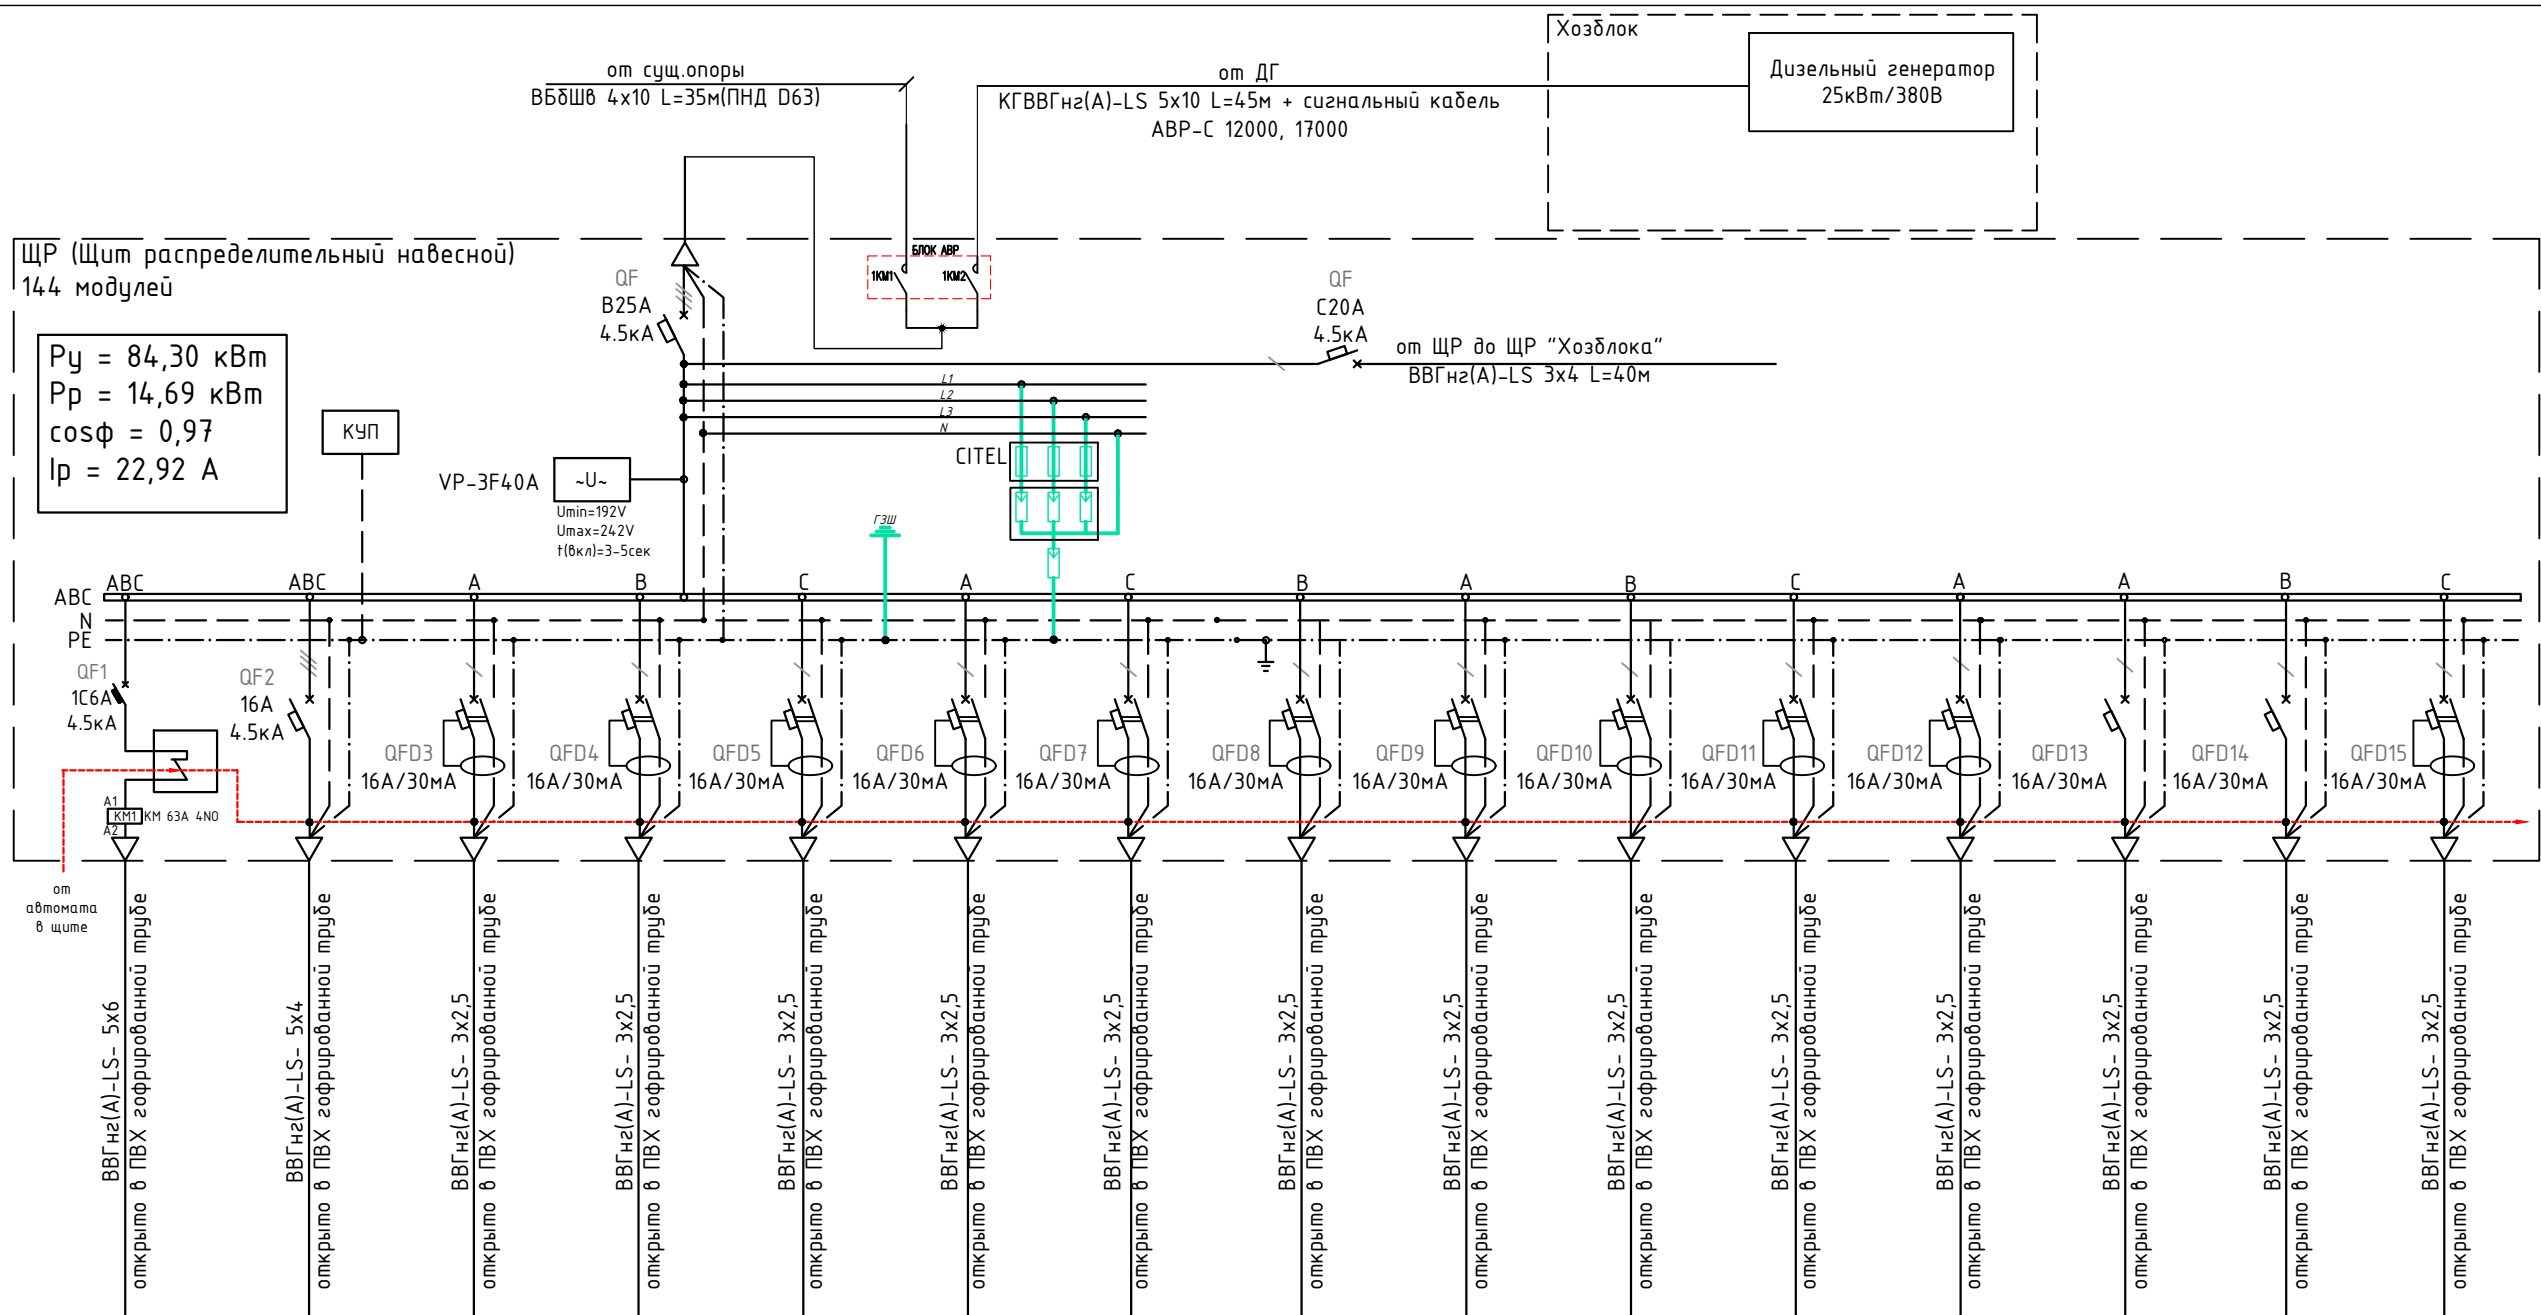 Хозблок
Дизельный генератор
25кВт/380В
от сущ.опоры
ВБбШв 4х10 L=35м(ПНД D63)
от ДГ
КГВВГнг(А)-LS 5х10 L=45м + сигнальный кабель
АВР-С 12000, 17000
ЩР (Щит распределительный навесной)
144 модулей
БЛОК АВР
1КМ1
1КМ2
QF
B25A
4.5кА
QF
C20A
4.5кА
от ЩР до ЩР "Хозблока"
ВВГнг(А)-LS 3х4 L=40м
Ру = 84,30 кВт
Рр = 14,69 кВт
cosф = 0,97
Iр = 22,92 А
КУП
L1
L2
L3
N
CITEL
VP-3F40A
~U~
Umin=192V
Umax=242V
t(вкл)=3-5сек
ГЗШ
ABC ABC A B C A C B A B C A A B C
ABC
N
PE
QF1
1C6A
4.5кА
QF2
16А
4.5кА
QFD3
16А/30мА
QFD4
16А/30мА
QFD5
16А/30мА
QFD6
16А/30мА
QFD7
16А/30мА
QFD8
16А/30мА
QFD9
16А/30мА
QFD10
16А/30мА
QFD11
16А/30мА
QFD12
16А/30мА
QFD13
16А/30мА
QFD14
16А/30мА
QFD15
16А/30мА
A1
KM1
KM 63A 4NO
A2
от
автомата
в щите
ВВГнг(А)-LS- 5х6
открыто в ПВХ гофрированной трубе
ВВГнг(А)-LS- 5х4
открыто в ПВХ гофрированной трубе
ВВГнг(А)-LS- 3х2,5
открыто в ПВХ гофрированной трубе
ВВГнг(А)-LS- 3х2,5
открыто в ПВХ гофрированной трубе
ВВГнг(А)-LS- 3х2,5
открыто в ПВХ гофрированной трубе
ВВГнг(А)-LS- 3х2,5
открыто в ПВХ гофрированной трубе
ВВГнг(А)-LS- 3х2,5
открыто в ПВХ гофрированной трубе
ВВГнг(А)-LS- 3х2,5
открыто в ПВХ гофрированной трубе
ВВГнг(А)-LS- 3х2,5
открыто в ПВХ гофрированной трубе
ВВГнг(А)-LS- 3х2,5
открыто в ПВХ гофрированной трубе
ВВГнг(А)-LS- 3х2,5
открыто в ПВХ гофрированной трубе
ВВГнг(А)-LS- 3х2,5
открыто в ПВХ гофрированной трубе
ВВГнг(А)-LS- 3х2,5
открыто в ПВХ гофрированной трубе
ВВГнг(А)-LS- 3х2,5
открыто в ПВХ гофрированной трубе
ВВГнг(А)-LS- 3х2,5
открыто в ПВХ гофрированной трубе